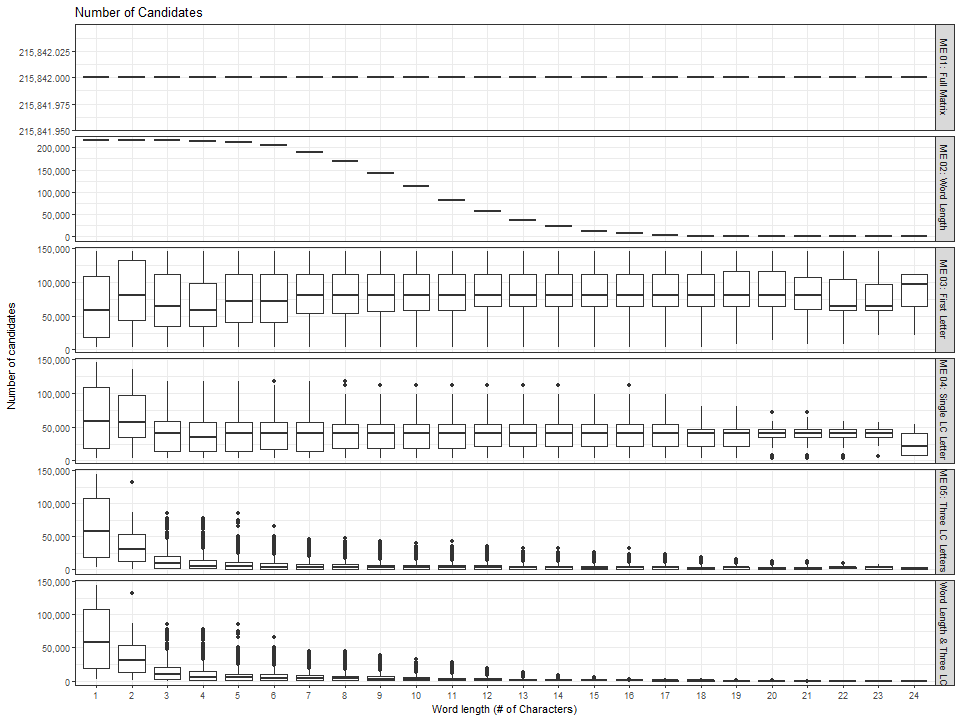 Number of Candidates
Number of candidates
215,842.025
215,842.000
215,841.975
215,841.950
ME 01: Full Matrix
200,000
150,000
100,000
50,000
0
ME 02: Word Length
150,000
100,000
50,000
0
ME 03: First Letter
150,000
100,000
50,000
0
ME 04: Single LC Letter
150,000
100,000
50,000
0
ME 05: Three LC Letters
150,000
100,000
50,000
0
Word Length & Three LC
1 2 3 4 5 6 7 8 9 10 11 12 13 14 15 16 17 18 19 20 21 22 23 24
Word length (# of Characters)